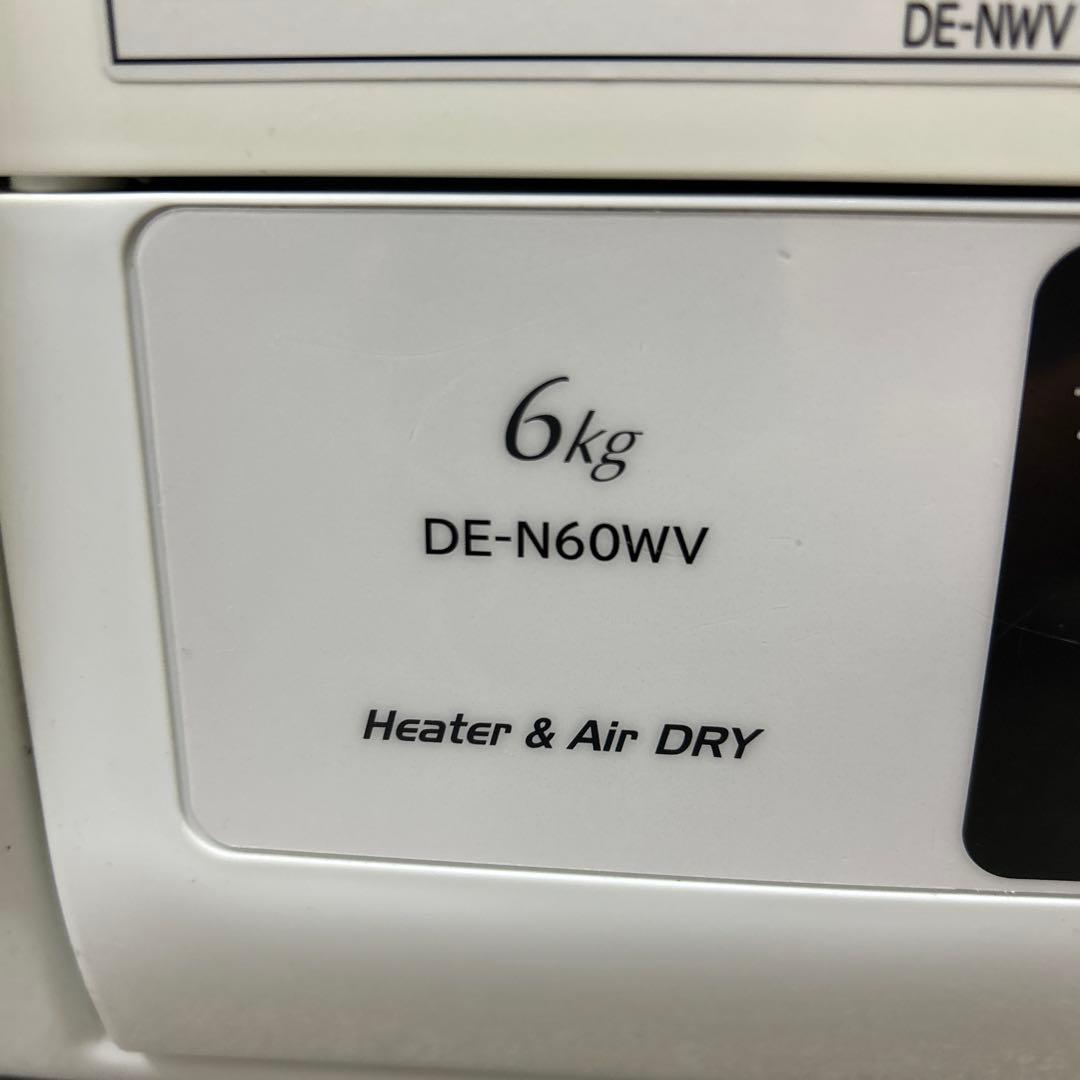 DE-NWV
6kg
DE-N60WV
Heater & Air DRY